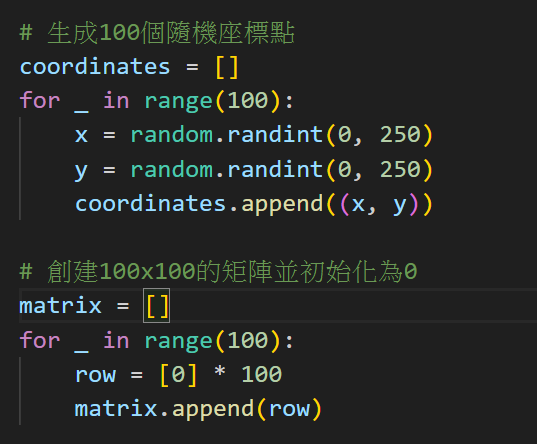 # 生成100個隨機座標點
coordinates = []
for _ in range(100):
    x = random.randint(0, 250)
    y = random.randint(0, 250)
    coordinates.append((x, y))

# 創建100x100的矩陣並初始化為0
matrix = []
for _ in range(100):
    row = [0] * 100
    matrix.append(row)